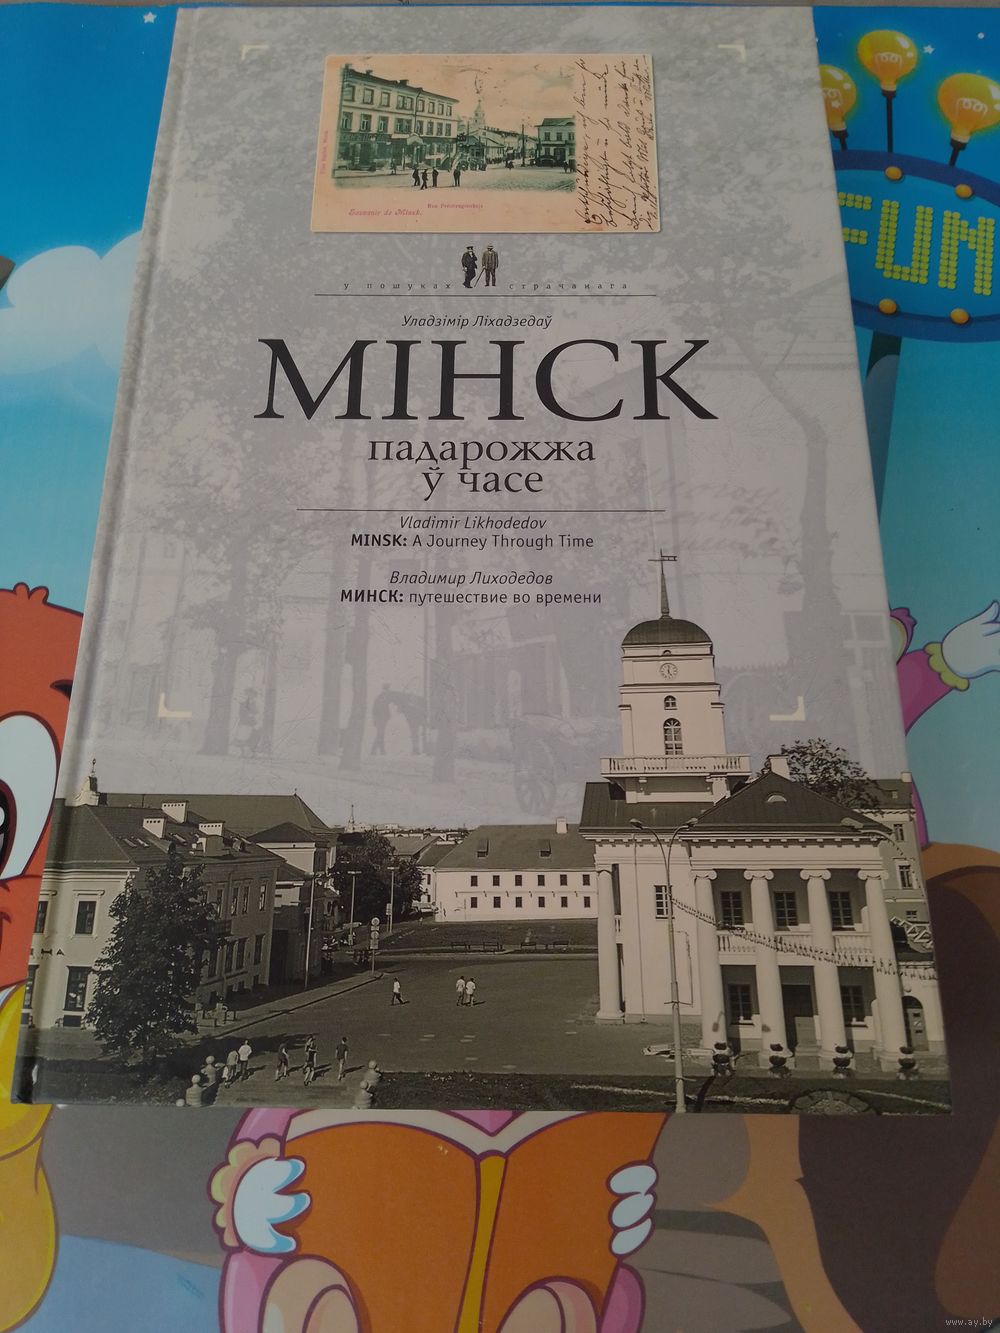 Souvenir de Minsk.
у пошуках страчанага
Уладзімір Ліхадзедаў
МІНСК
падарожжа
ў часе
Vladimir Likhodedov
MINSK: A Journey Through Time
Владимир Лиходедов
МИНСК: путешествие во времени
FUN
НА
www.ay.by